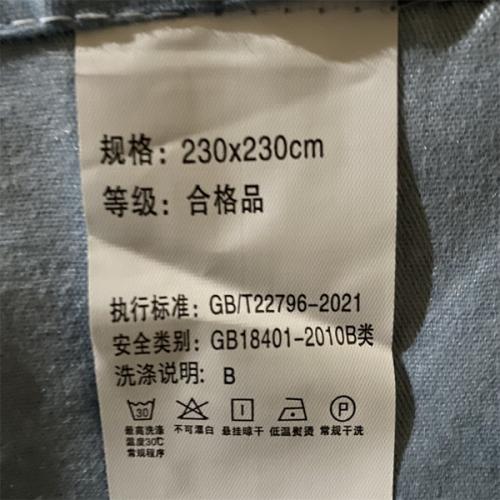 规格：230x230cm
等级：合格品
执行标准：GB/T22796-2021
安全类别：GB18401-2010B类
洗涤说明：B
30 P
最高洗涤 不可漂白 悬挂晾干 低温熨烫 常规干洗
温度30℃
常规程序